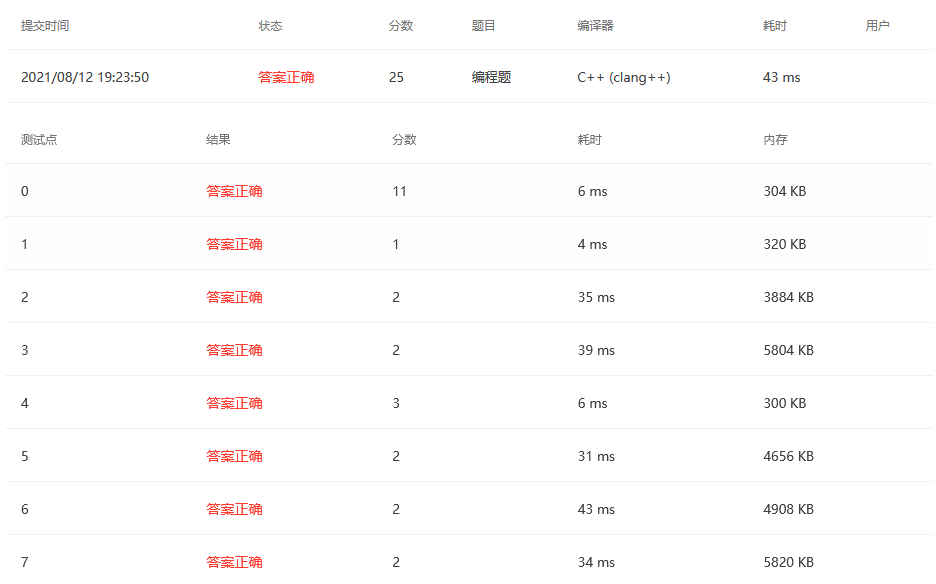 提交时间 状态 分数 题目 编译器 耗时 用户
2021/08/12 19:23:50 答案正确 25 编程题 C++ (clang++) 43 ms
测试点 结果 分数 耗时 内存
0 答案正确 11 6 ms 304 KB
1 答案正确 1 4 ms 320 KB
2 答案正确 2 35 ms 3884 KB
3 答案正确 2 39 ms 5804 KB
4 答案正确 3 6 ms 300 KB
5 答案正确 2 31 ms 4656 KB
6 答案正确 2 43 ms 4908 KB
7 答案正确 2 34 ms 5820 KB